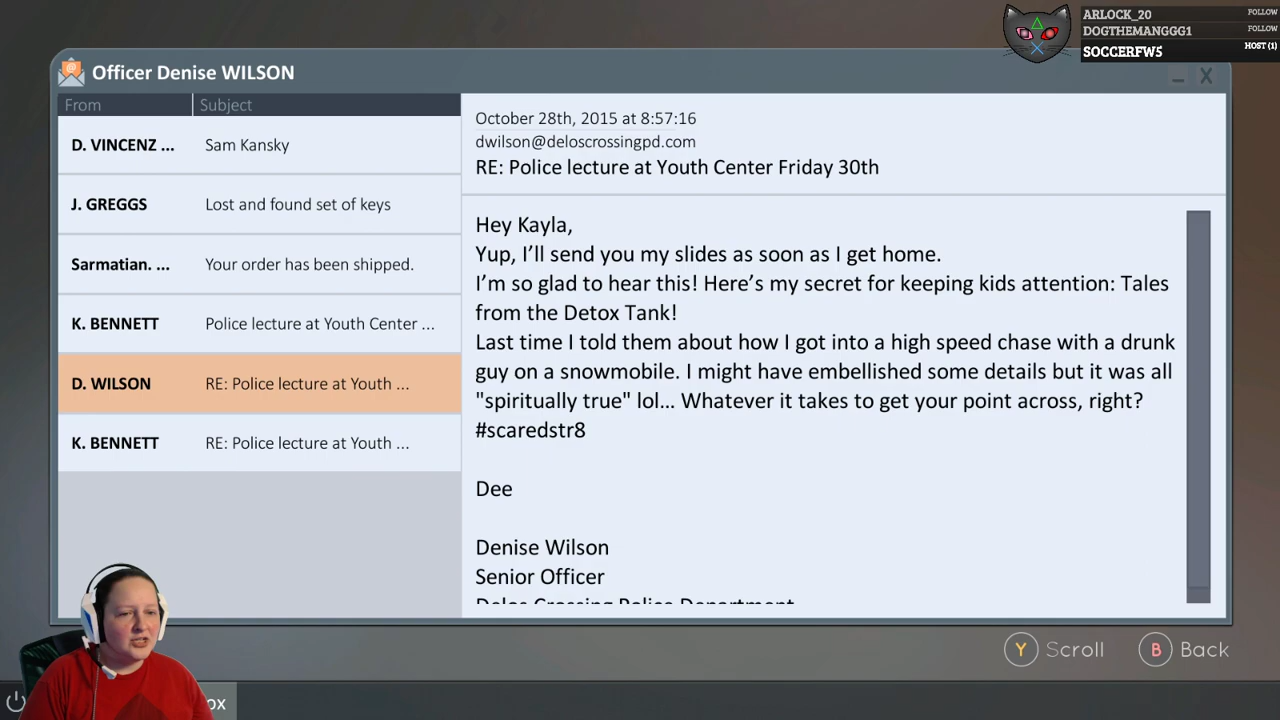 ARLOCK_20 FOLLOW
DOGTHEMANGGG1 FOLLOW
SOCCERFW5 HOST (1)
Officer Denise WILSON
From Subject
D. VINCENZ ... Sam Kansky
J. GREGGS Lost and found set of keys
Sarmatian. ... Your order has been shipped.
K. BENNETT Police lecture at Youth Center ...
D. WILSON RE: Police lecture at Youth ...
K. BENNETT RE: Police lecture at Youth ...
October 28th, 2015 at 8:57:16
dwilson@deloscrossingpd.com
RE: Police lecture at Youth Center Friday 30th
Hey Kayla,
Yup, I'll send you my slides as soon as I get home.
I'm so glad to hear this! Here's my secret for keeping kids attention: Tales
from the Detox Tank!
Last time I told them about how I got into a high speed chase with a drunk
guy on a snowmobile. I might have embellished some details but it was all
"spiritually true" lol... Whatever it takes to get your point across, right?
#scaredstr8
Dee
Denise Wilson
Senior Officer
Delos Crossing Police Department
Y Scroll B Back
ox